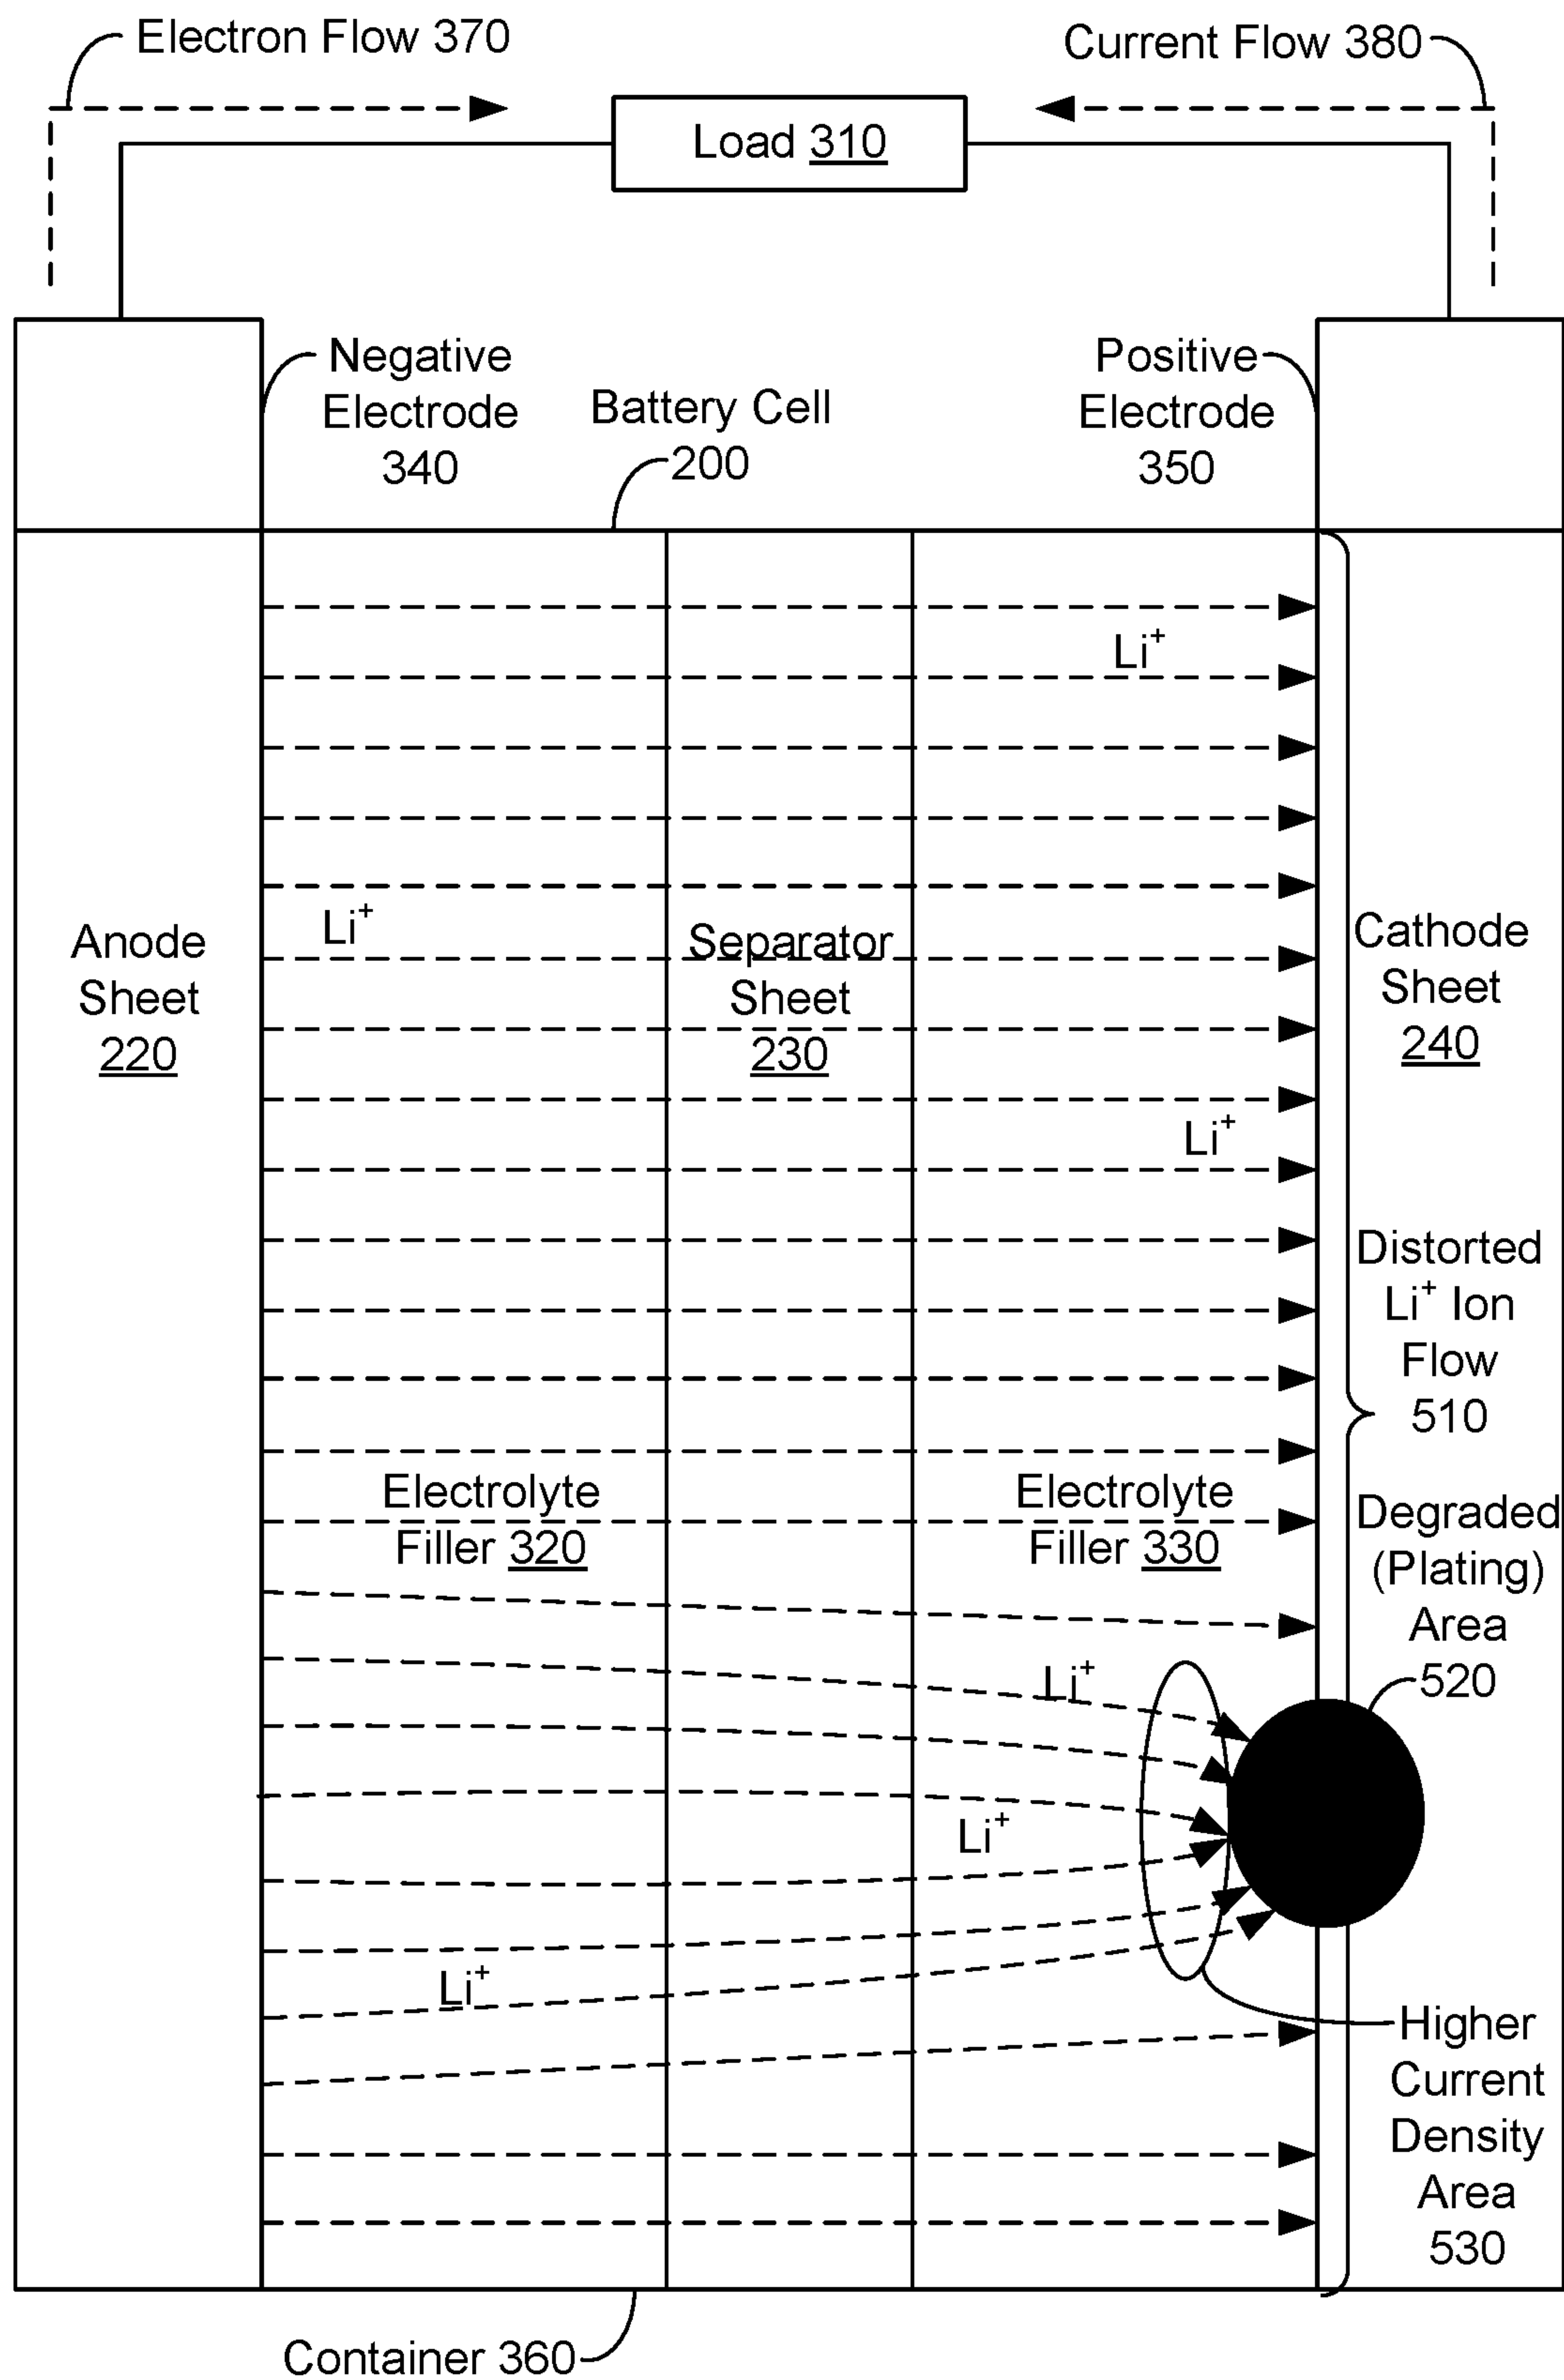 Electron Flow 370
Current Flow 380
Load 310
Negative
Electrode
340
Battery Cell
200
Positive
Electrode
350
Li⁺
Li⁺
Anode
Sheet
220
Separator
Sheet
230
Cathode
Sheet
240
Li⁺
Distorted
Li⁺ Ion
Flow
510
Electrolyte
Filler 320
Electrolyte
Filler 330
Degraded
(Plating)
Area
520
Li⁺
Li⁺
Li⁺
Higher
Current
Density
Area
530
Container 360